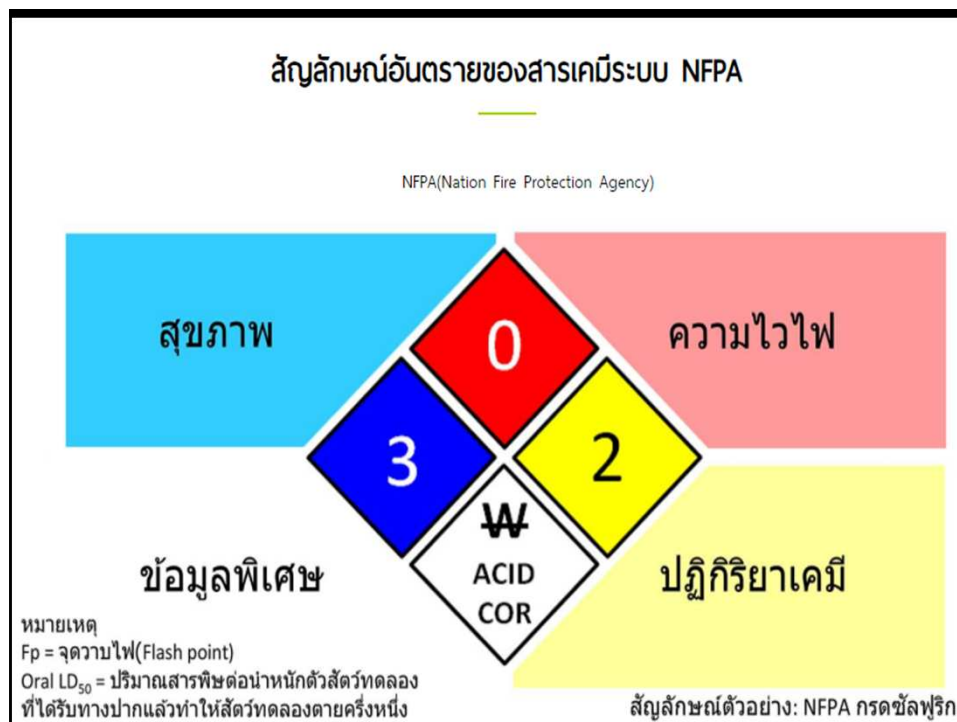 สัญลักษณ์อันตรายของสารเคมีระบบ NFPA
NFPA(Nation Fire Protection Agency)
สุขภาพ
ความไวไฟ
0
3
2
W
ACID
COR
ข้อมูลพิเศษ
ปฏิกิริยาเคมี
หมายเหตุ
Fp = จุดวาบไฟ(Flash point)
Oral LD50 = ปริมาณสารพิษต่อน้ำหนักตัวสัตว์ทดลอง
ที่ได้รับทางปากแล้วทำให้สัตว์ทดลองตายครึ่งหนึ่ง
สัญลักษณ์ตัวอย่าง: NFPA กรดซัลฟูริก